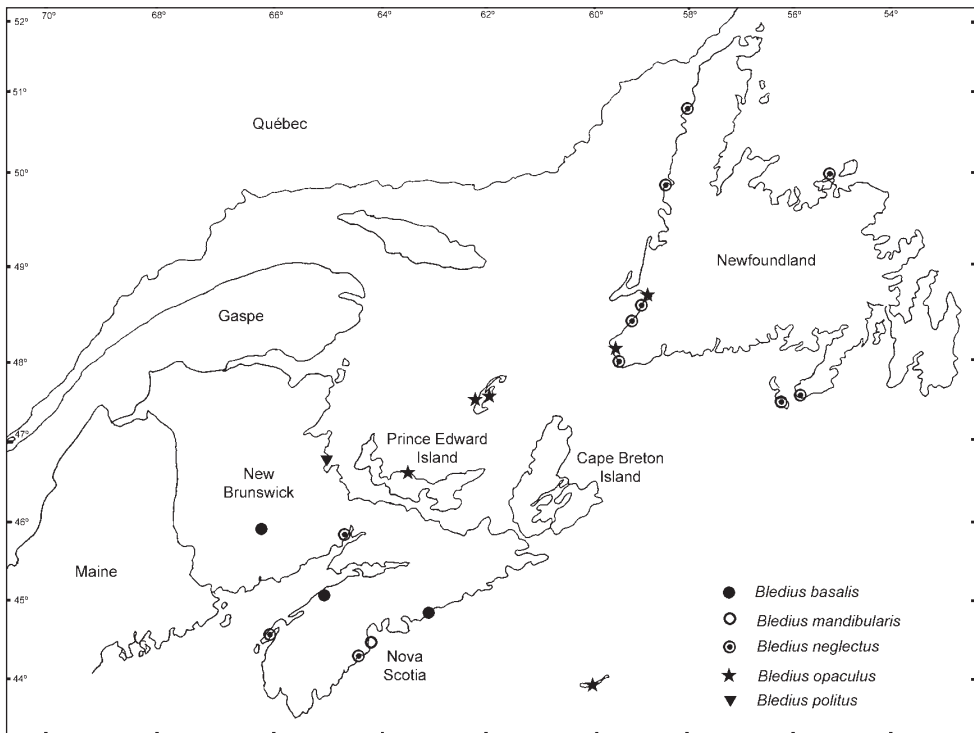 52° 70° 68° 66° 64° 62° 60° 58° 56° 54° 52°
51°
Québec
50°
Newfoundland
49°
Gaspe
48°
47°
Prince Edward
Island
Cape Breton
Island
New
Brunswick
46°
Maine
45°
Nova
Scotia
44°
Bledius basalis
Bledius mandibularis
Bledius neglectus
Bledius opaculus
Bledius politus